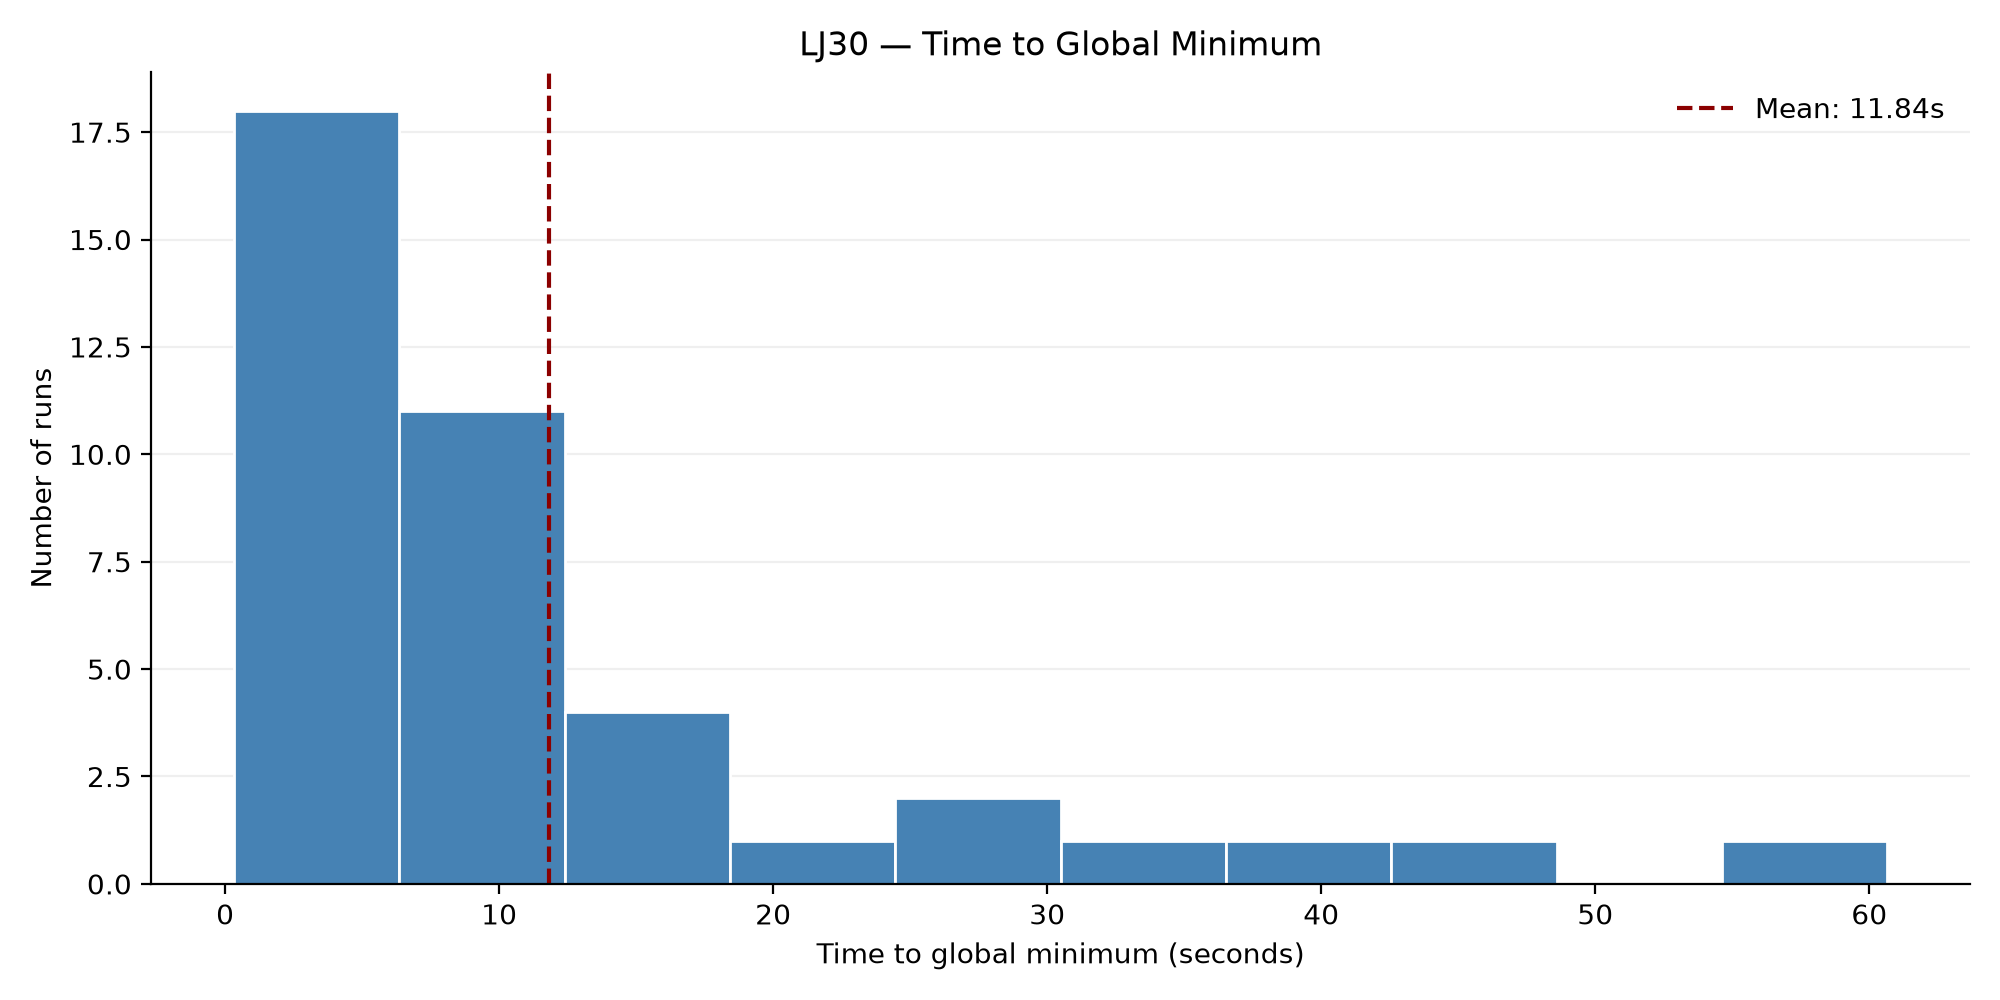 LJ30 — Time to Global Minimum
Mean: 11.84s
Number of runs
17.5
15.0
12.5
10.0
7.5
5.0
2.5
0.0
0 10 20 30 40 50 60
Time to global minimum (seconds)